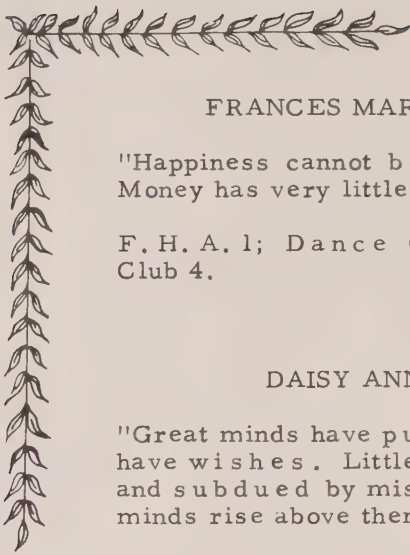 FRANCES MAR
"Happiness cannot b
Money has very little
F. H. A. 1; Dance
Club 4.
DAISY ANN
"Great minds have pu
have wishes. Little
and subdued by mis
minds rise above the